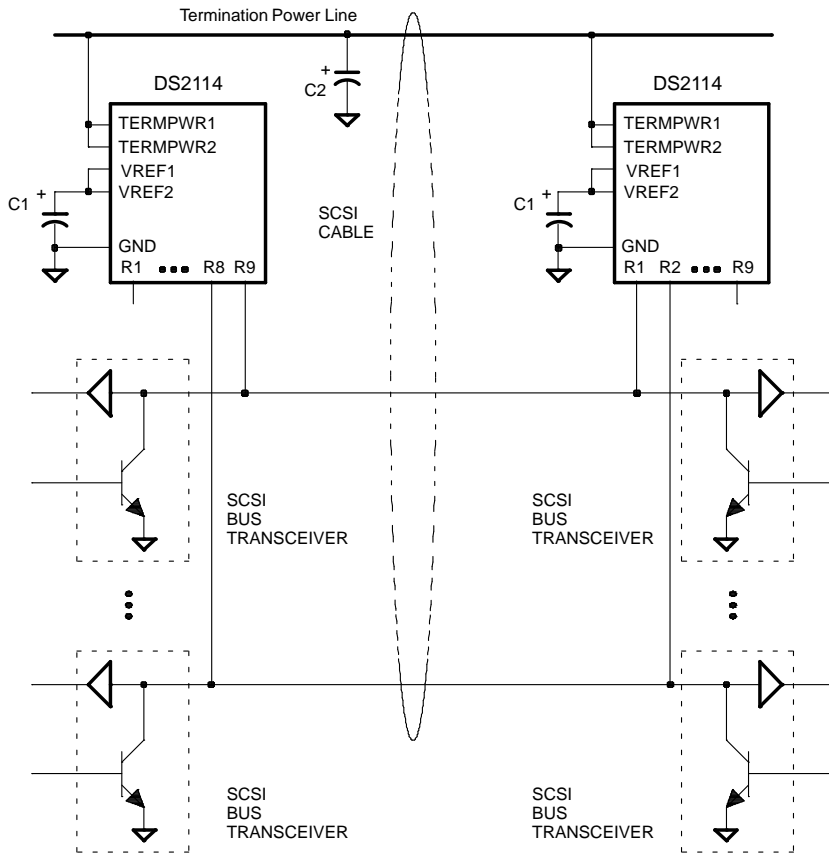 Termination Power Line
DS2114
+
C2
DS2114
TERMPWR1
TERMPWR2
VREF1
VREF2
+
C1
GND
R1 R8 R9
SCSI
CABLE
TERMPWR1
TERMPWR2
VREF1
VREF2
+
C1
GND
R1 R2 R9
SCSI
BUS
TRANSCEIVER
SCSI
BUS
TRANSCEIVER
SCSI
BUS
TRANSCEIVER
SCSI
BUS
TRANSCEIVER